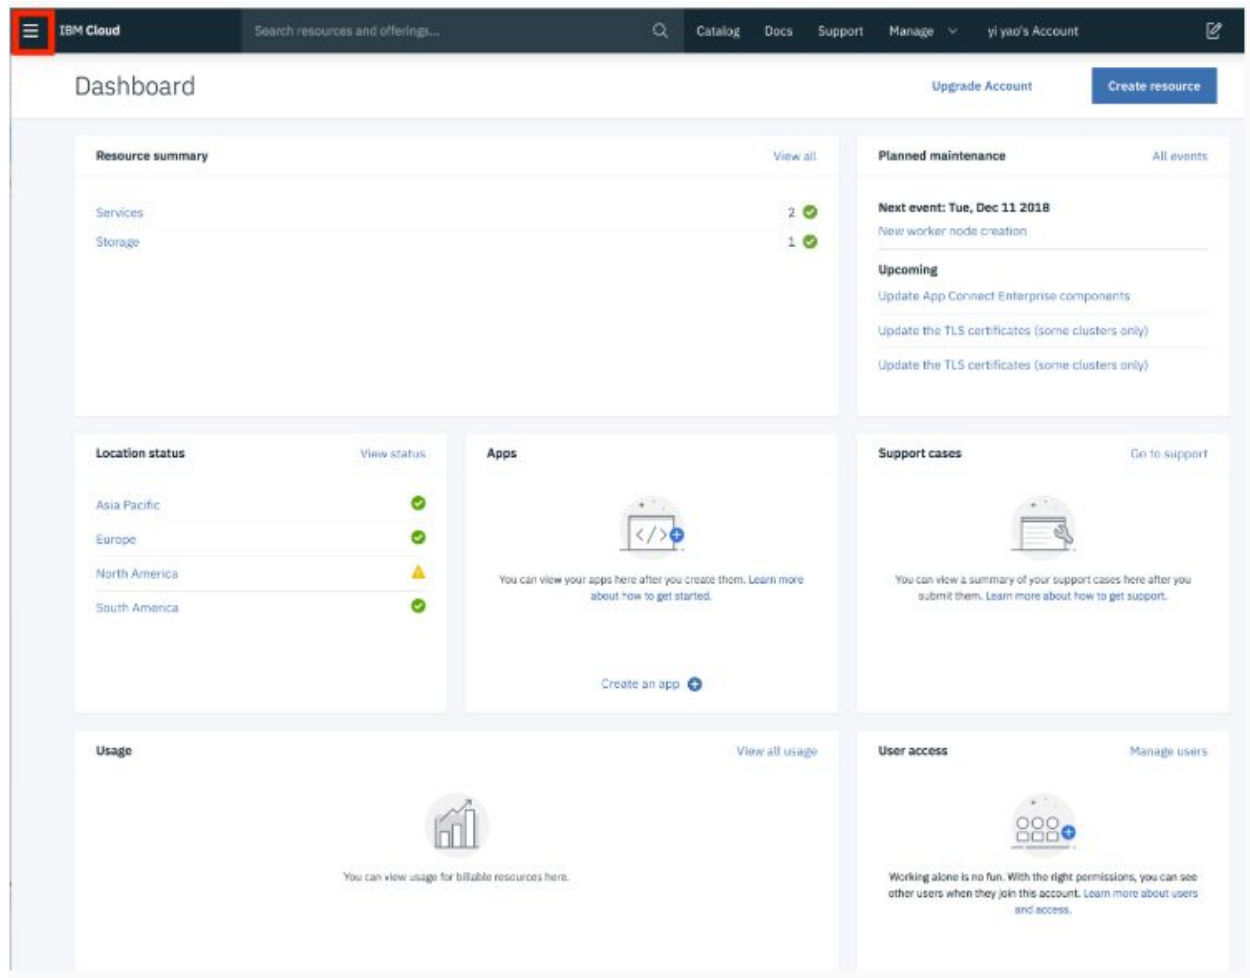 IBM Cloud
Search resources and offerings...
Catalog
Docs
Support
Manage
yi yao's Account
Dashboard
Upgrade Account
Create resource
Resource summary
View all
Services
2
Storage
1
Planned maintenance
All events
Next event: Tue, Dec 11 2018
New worker node creation
Upcoming
Update App Connect Enterprise components
Update the TLS certificates (some clusters only)
Update the TLS certificates (some clusters only)
Location status
View status
Asia Pacific
Europe
North America
South America
Apps
</>
You can view your apps here after you create them. Learn more
about how to get started.
Create an app
Support cases
Go to support
You can view a summary of your support cases here after you
submit them. Learn more about how to get support.
Usage
View all usage
You can view usage for billable resources here.
User access
Manage users
Working alone is no fun. With the right permissions, you can see
other users when they join this account. Learn more about users
and access.